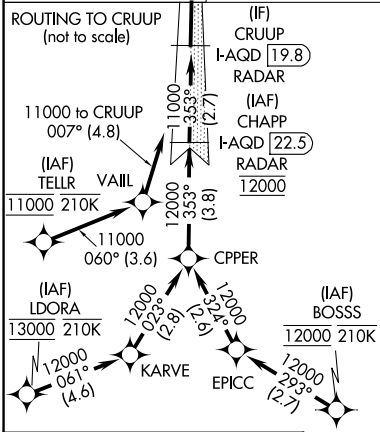 ROUTING TO CRUUP
(not to scale)
(IF)
CRUUP
I-AQD 19.8
RADAR
(IAF)
CHAPP
I-AQD 22.5
RADAR
12000
11000
353°
(2.7)
11000 to CRUUP
007° (4.8)
(IAF)
TELLR
11000 210K
VAIIL
11000
060° (3.6)
12000
353°
(3.8)
CPPER
(IAF)
LDORA
13000 210K
12000
023°
(2.8)
12000
324°
(2.6)
(IAF)
BOSSS
12000 210K
12000
061°
(4.6)
KARVE
EPICC
12000
293°
(2.7)